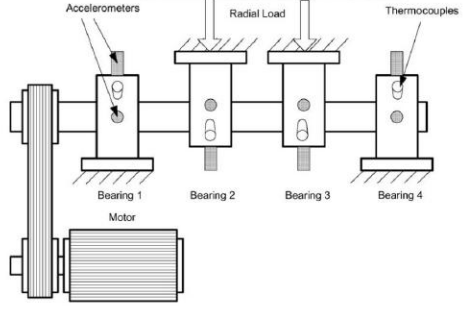 Accelerometers
Radial Load
Thermocouples
Bearing 1
Bearing 2
Bearing 3
Bearing 4
Motor